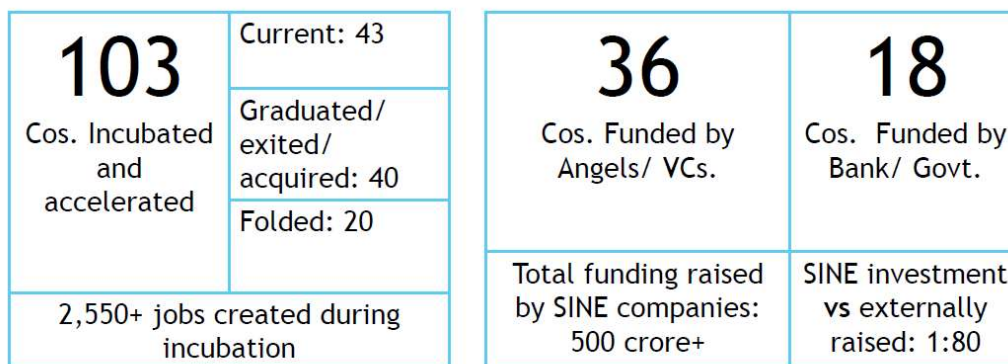 103
Cos. Incubated
and
accelerated
Current: 43
Graduated/
exited/
acquired: 40
Folded: 20
2,550+ jobs created during
incubation
36
Cos. Funded by
Angels/ VCs.
18
Cos. Funded by
Bank/ Govt.
Total funding raised
by SINE companies:
500 crore+
SINE investment
vs externally
raised: 1:80